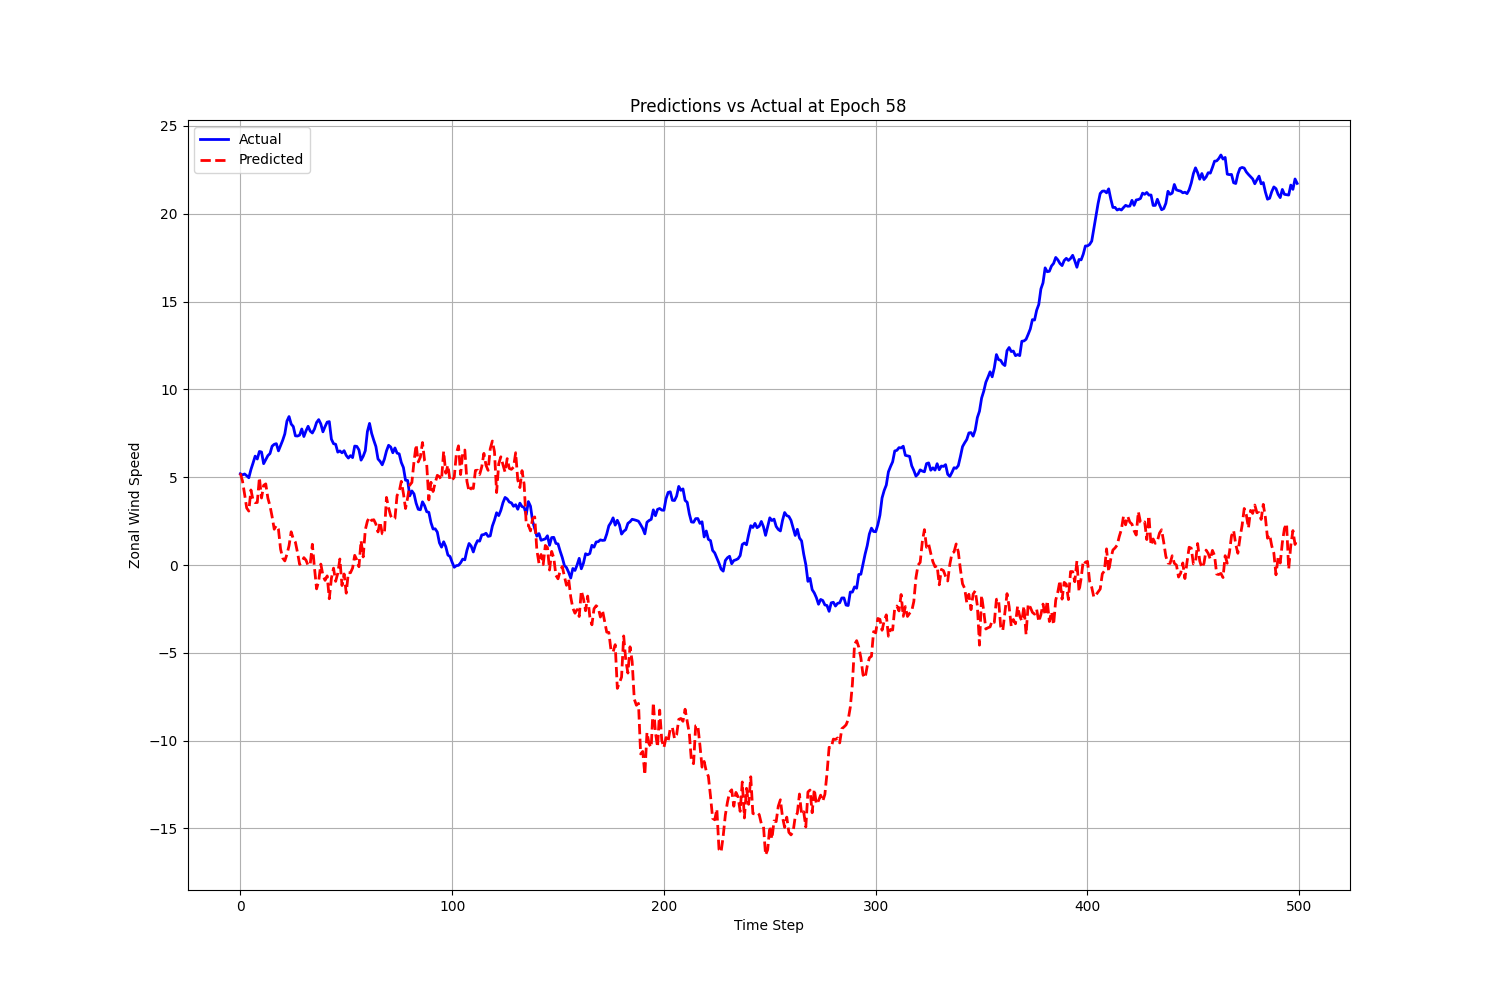 Predictions vs Actual at Epoch 58
Actual
Predicted
Zonal Wind Speed
25
20
15
10
5
0
−5
−10
−15
0 100 200 300 400 500
Time Step